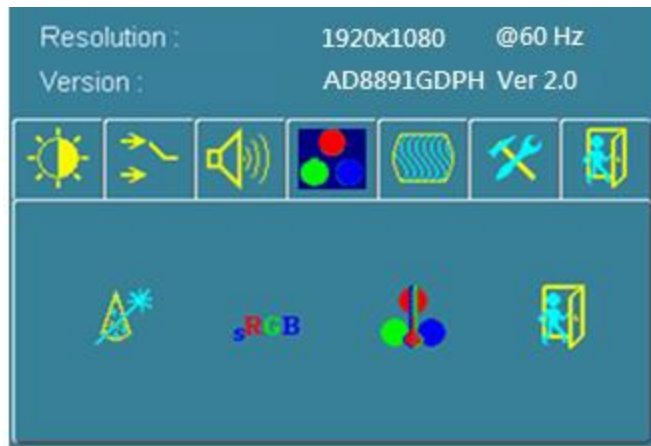 Resolution : 1920x1080 @60 Hz
Version : AD8891GDPH Ver 2.0
sRGB